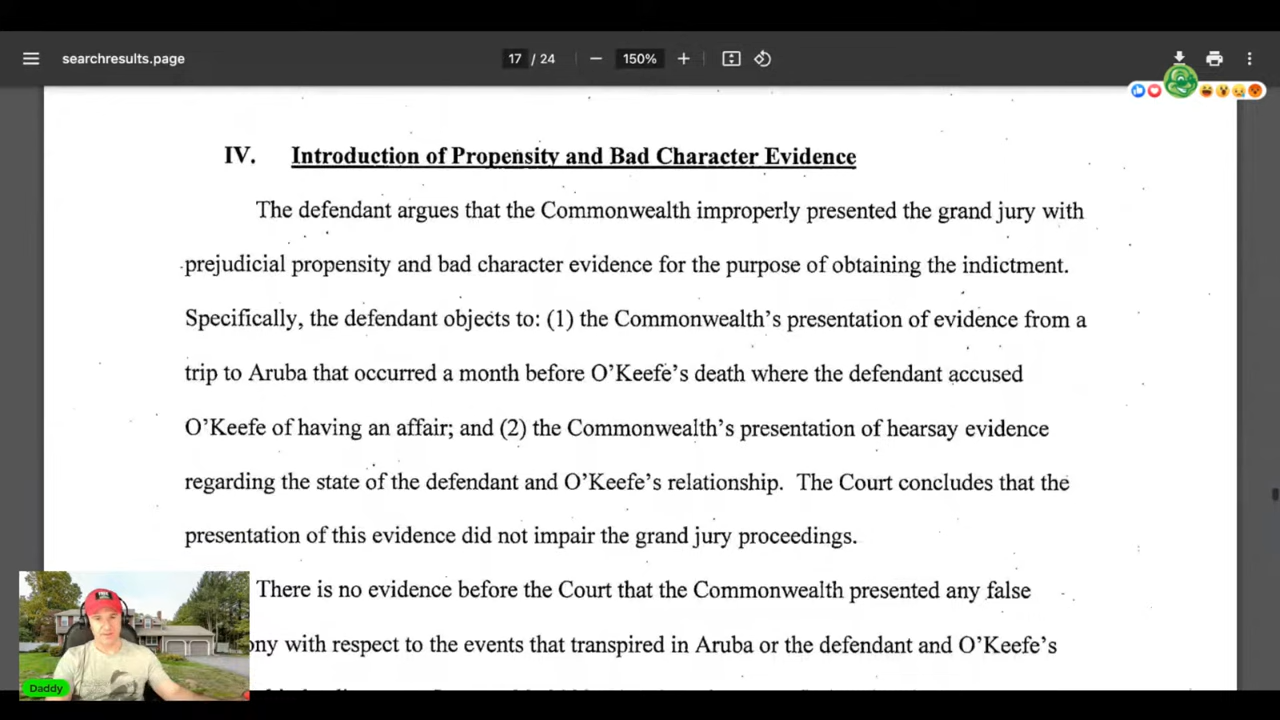 searchresults.page
17 / 24
150%
IV. Introduction of Propensity and Bad Character Evidence
The defendant argues that the Commonwealth improperly presented the grand jury with
prejudicial propensity and bad character evidence for the purpose of obtaining the indictment.
Specifically, the defendant objects to: (1) the Commonwealth's presentation of evidence from a
trip to Aruba that occurred a month before O'Keefe's death where the defendant accused
O'Keefe of having an affair; and (2) the Commonwealth's presentation of hearsay evidence
regarding the state of the defendant and O'Keefe's relationship. The Court concludes that the
presentation of this evidence did not impair the grand jury proceedings.
There is no evidence before the Court that the Commonwealth presented any false
ony with respect to the events that transpired in Aruba or the defendant and O'Keefe's
Daddy